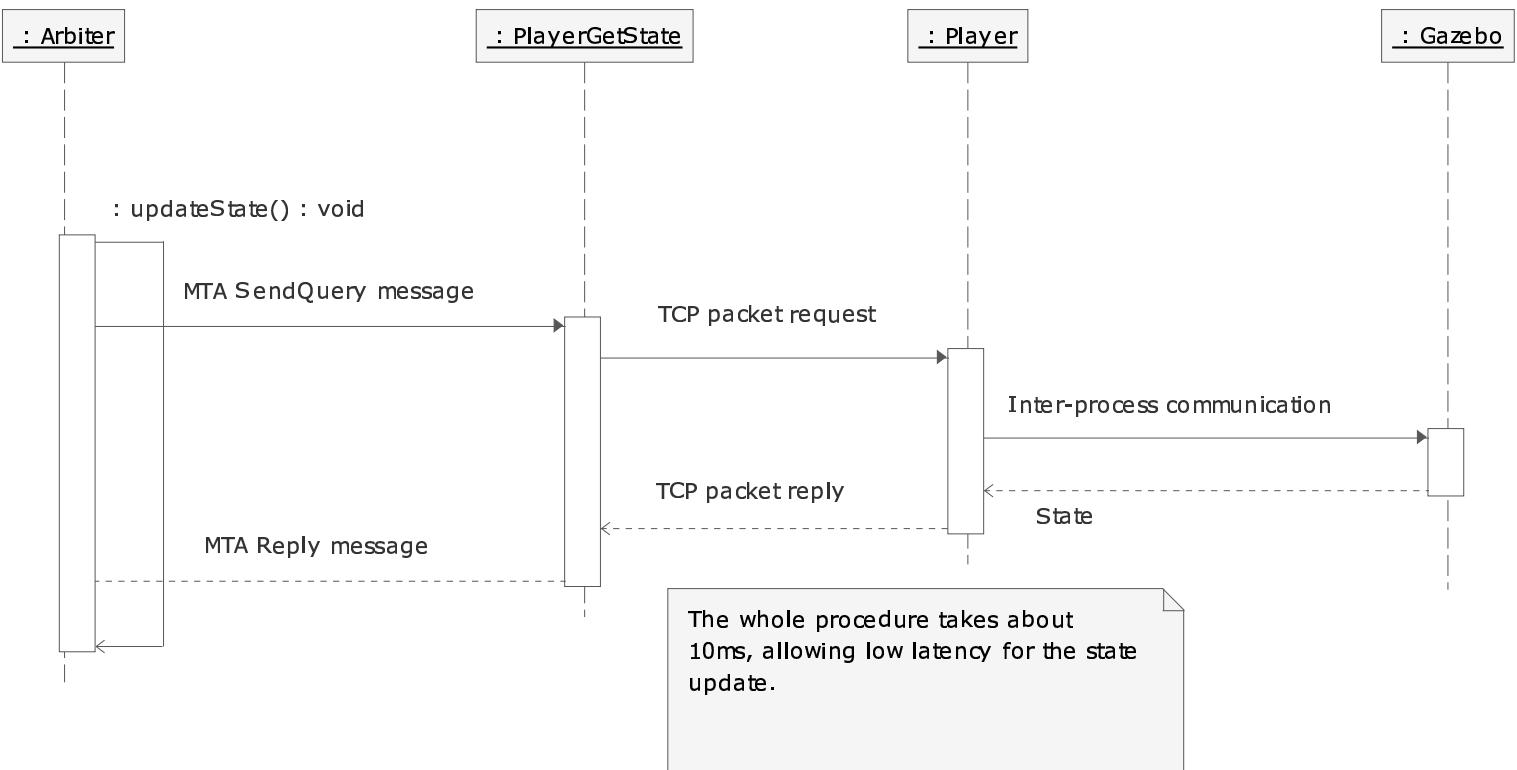 : Arbiter
: PlayerGetState
: Player
: Gazebo
: updateState() : void
MTA SendQuery message
TCP packet request
Inter-process communication
TCP packet reply
State
MTA Reply message
The whole procedure takes about
10ms, allowing low latency for the state
update.